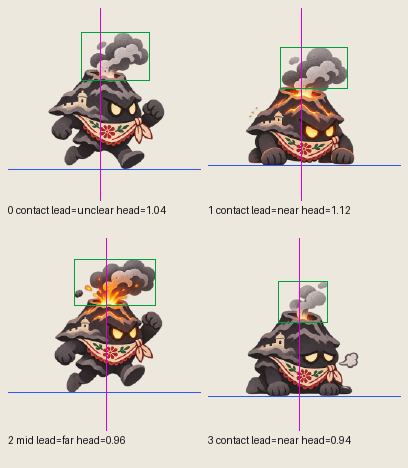 0 contact lead=unclear head=1.04
1 contact lead=near head=1.12
2 mid lead=far head=0.96
3 contact lead=near head=0.94